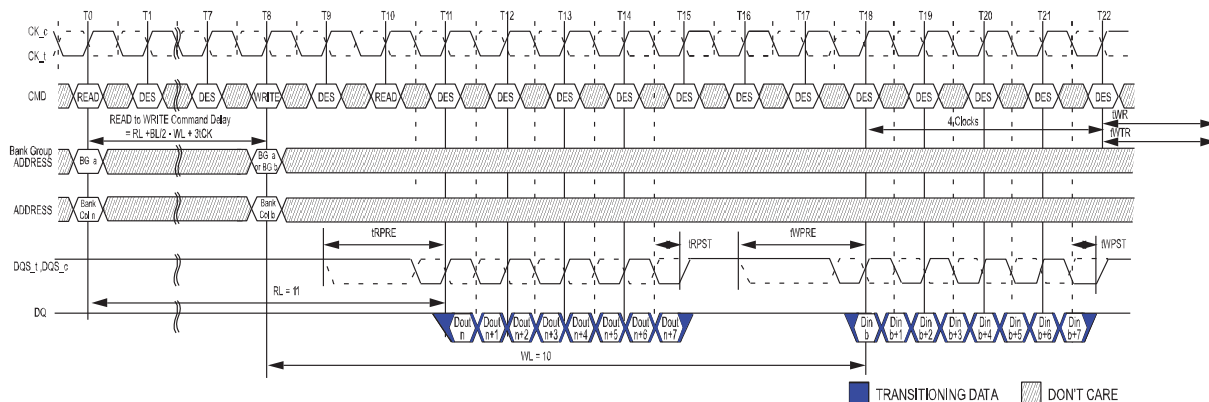 T0 T1 T7 T8 T9 T10 T11 T12 T13 T14 T15 T16 T17 T18 T19 T20 T21 T22
CK_c
CK_t
CMD READ DES DES WRITE DES READ DES DES DES DES DES DES DES DES DES DES DES DES
READ to WRITE Command Delay
= RL +BL/2 - WL + 3tCK
4 Clocks
tWR
tWTR
Bank Group
ADDRESS
BG a
BG a
or BG b
ADDRESS
Bank
Col n
Bank
Col b
tRPRE
tRPST
tWPRE
tWPST
DQS_t ,DQS_c
RL = 11
DQ
Dout
n
Dout
n+1
Dout
n+2
Dout
n+3
Dout
n+4
Dout
n+5
Dout
n+6
Dout
n+7
Din
b
Din
b+1
Din
b+2
Din
b+3
Din
b+4
Din
b+5
Din
b+6
Din
b+7
WL = 10
TRANSITIONING DATA
DON'T CARE